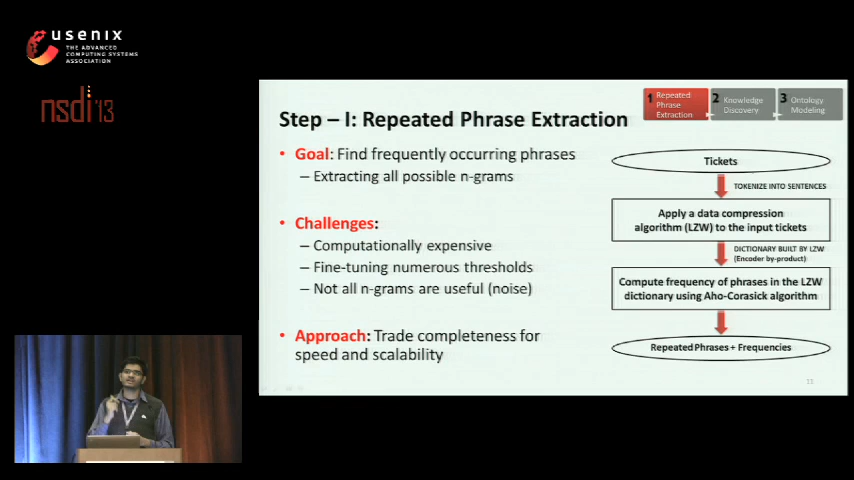 usenix
THE ADVANCED
COMPUTING SYSTEMS
ASSOCIATION
nsdi '13
1 Repeated
Phrase
Extraction
2 Knowledge
Discovery
3 Ontology
Modeling
Step – I: Repeated Phrase Extraction
• Goal: Find frequently occurring phrases
– Extracting all possible n-grams
• Challenges:
– Computationally expensive
– Fine-tuning numerous thresholds
– Not all n-grams are useful (noise)
• Approach: Trade completeness for
speed and scalability
Tickets
TOKENIZE INTO SENTENCES
Apply a data compression
algorithm (LZW) to the input tickets
DICTIONARY BUILT BY LZW
(Encoder by-product)
Compute frequency of phrases in the LZW
dictionary using Aho-Corasick algorithm
Repeated Phrases + Frequencies